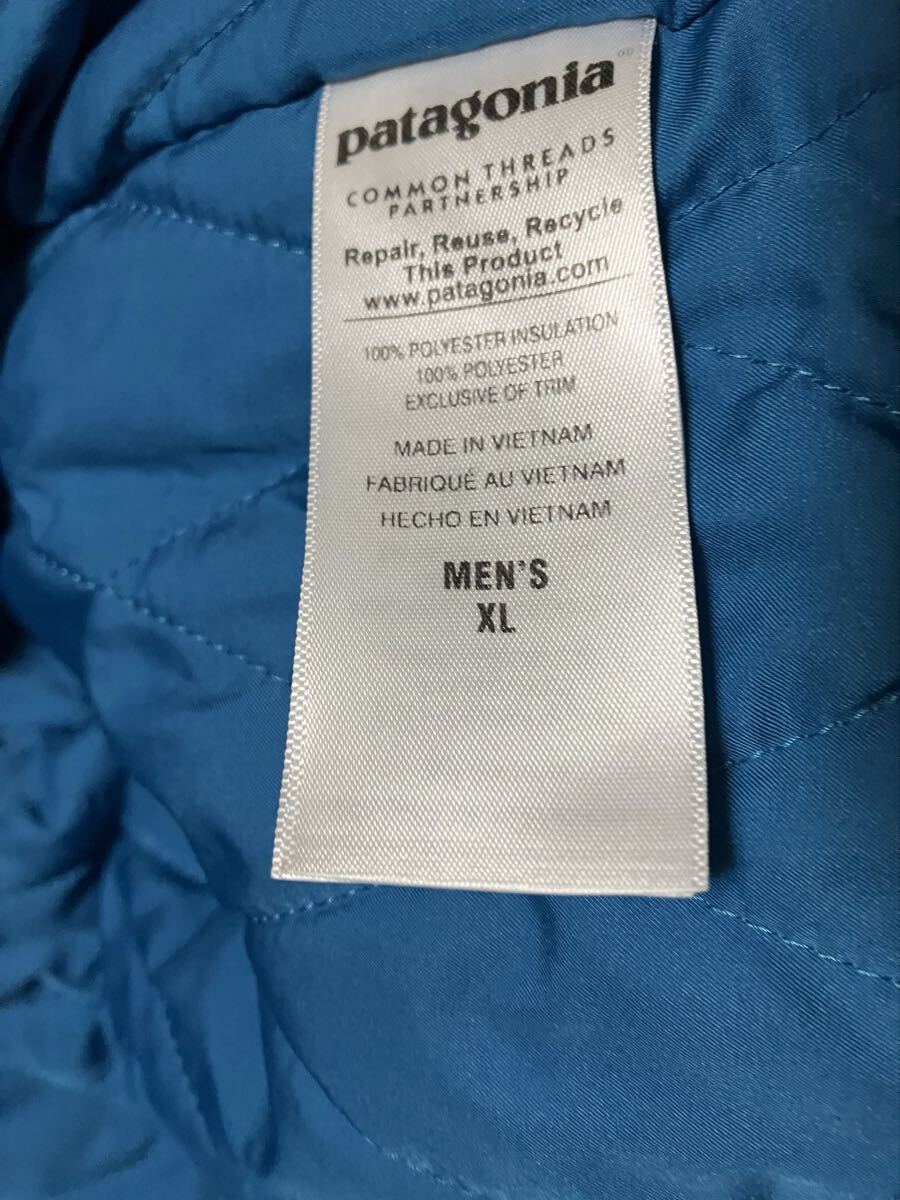 patagonia®
COMMON THREADS
PARTNERSHIP
Repair, Reuse, Recycle
This Product
www.patagonia.com
100% POLYESTER INSULATION
100% POLYESTER
EXCLUSIVE OF TRIM
MADE IN VIETNAM
FABRIQUÉ AU VIETNAM
HECHO EN VIETNAM
MEN'S
XL